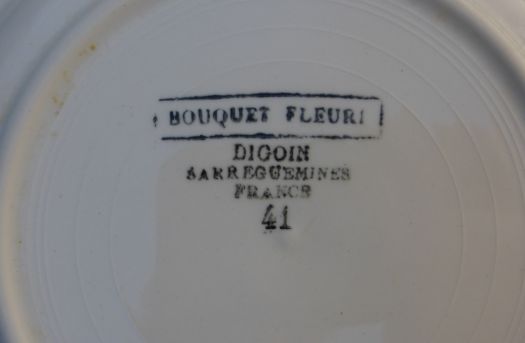 BOUQUET FLEURI
DIGOIN
SARREGUEMINES
FRANCE
41